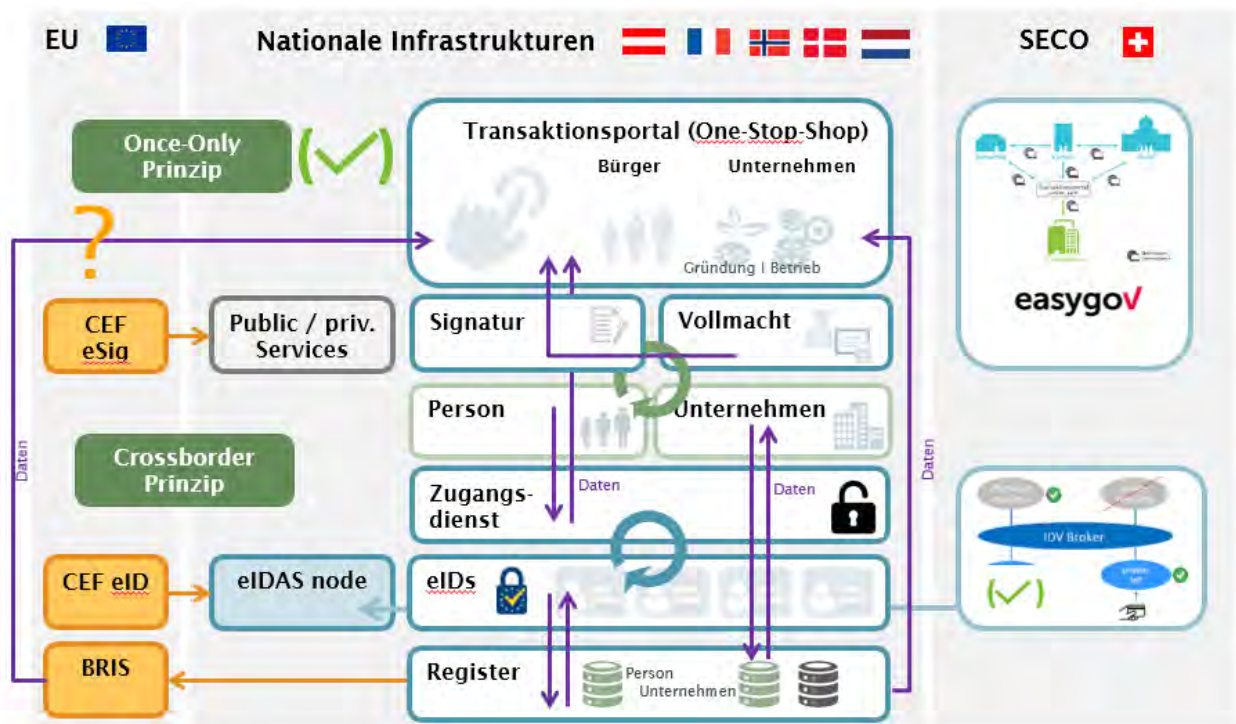 EU
Nationale Infrastrukturen
SECO
Once-Only
Prinzip
Transaktionsportal (One-Stop-Shop)
Bürger
Unternehmen
Gründung I Betrieb
?
easygov
CEF
eSig
Public / priv.
Services
Signatur
Vollmacht
Person
Unternehmen
Daten
Daten
Crossborder
Prinzip
Zugangs-
dienst
Daten
Daten
IDV Broker
CEF eID
eIDAS node
eIDs
BRIS
Register
Person
Unternehmen